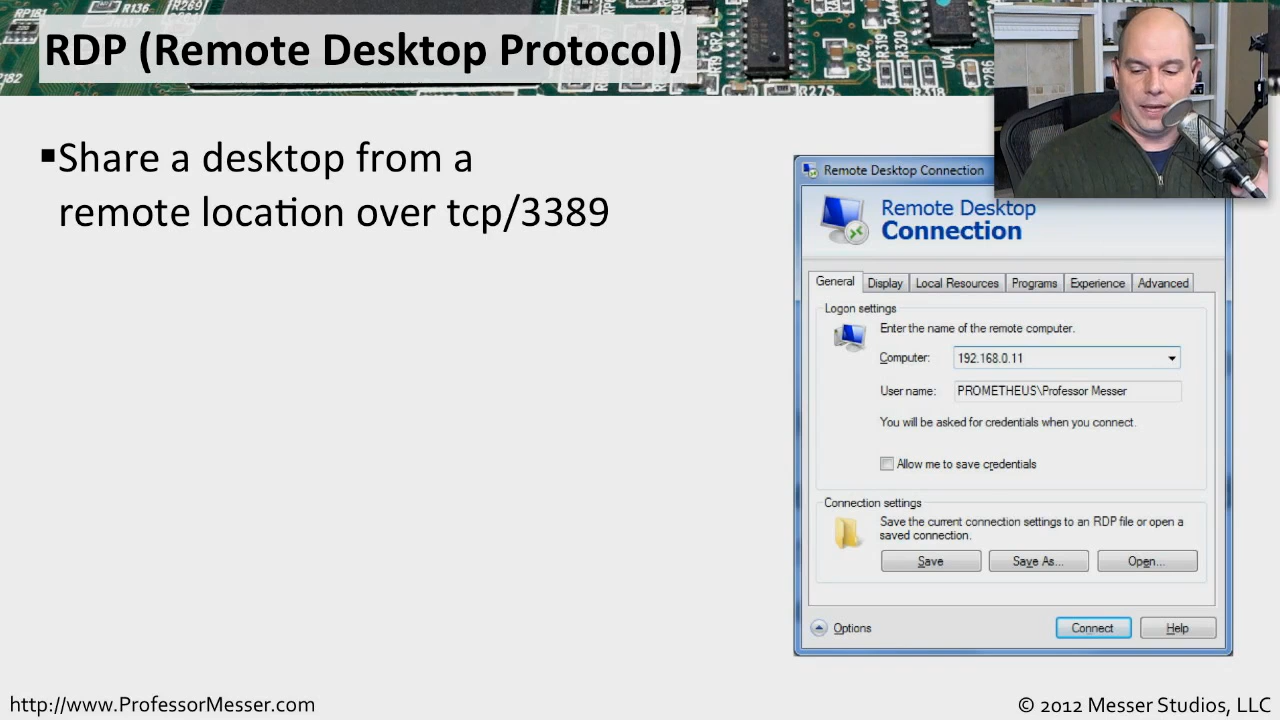 RDP (Remote Desktop Protocol)
▪Share a desktop from a
remote location over tcp/3389
Remote Desktop Connection
Remote Desktop
Connection
General Display Local Resources Programs Experience Advanced
Logon settings
Enter the name of the remote computer.
Computer: 192.168.0.11
User name: PROMETHEUS\Professor Messer
You will be asked for credentials when you connect.
Allow me to save credentials
Connection settings
Save the current connection settings to an RDP file or open a
saved connection.
Save Save As... Open...
Options Connect Help
http://www.ProfessorMesser.com
© 2012 Messer Studios, LLC